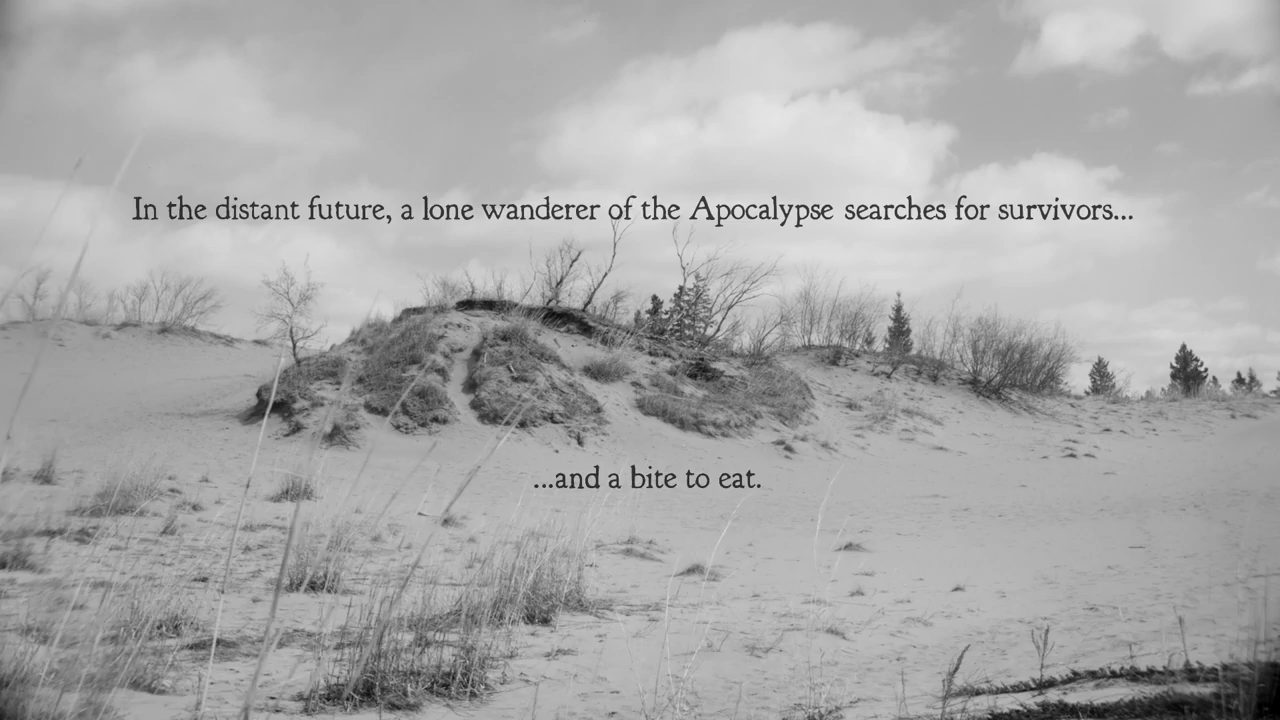 In the distant future, a lone wanderer of the Apocalypse searches for survivors...
...and a bite to eat.